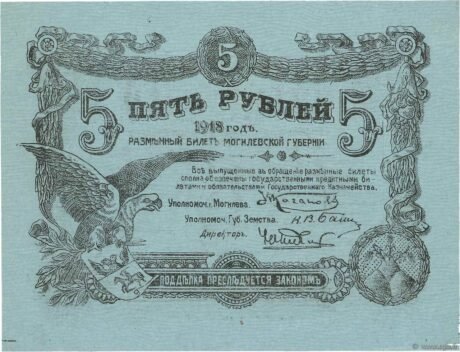 5
5 ПЯТЬ РУБЛЕЙ 5
1918 годъ.
Размѣнный билетъ Могилевской губерніи
Всѣ выпущенные въ обращеніе размѣнные билеты
сполна обезпечены государственными кредитными би-
летами и обязательствами Государственнаго Казначейства.
Уполномоч. г. Могилева.
Уполномоч. Губ. Земства.
Директоръ.
ПОДДѢЛКА ПРЕСЛѢДУЕТСЯ ЗАКОНОМЪ